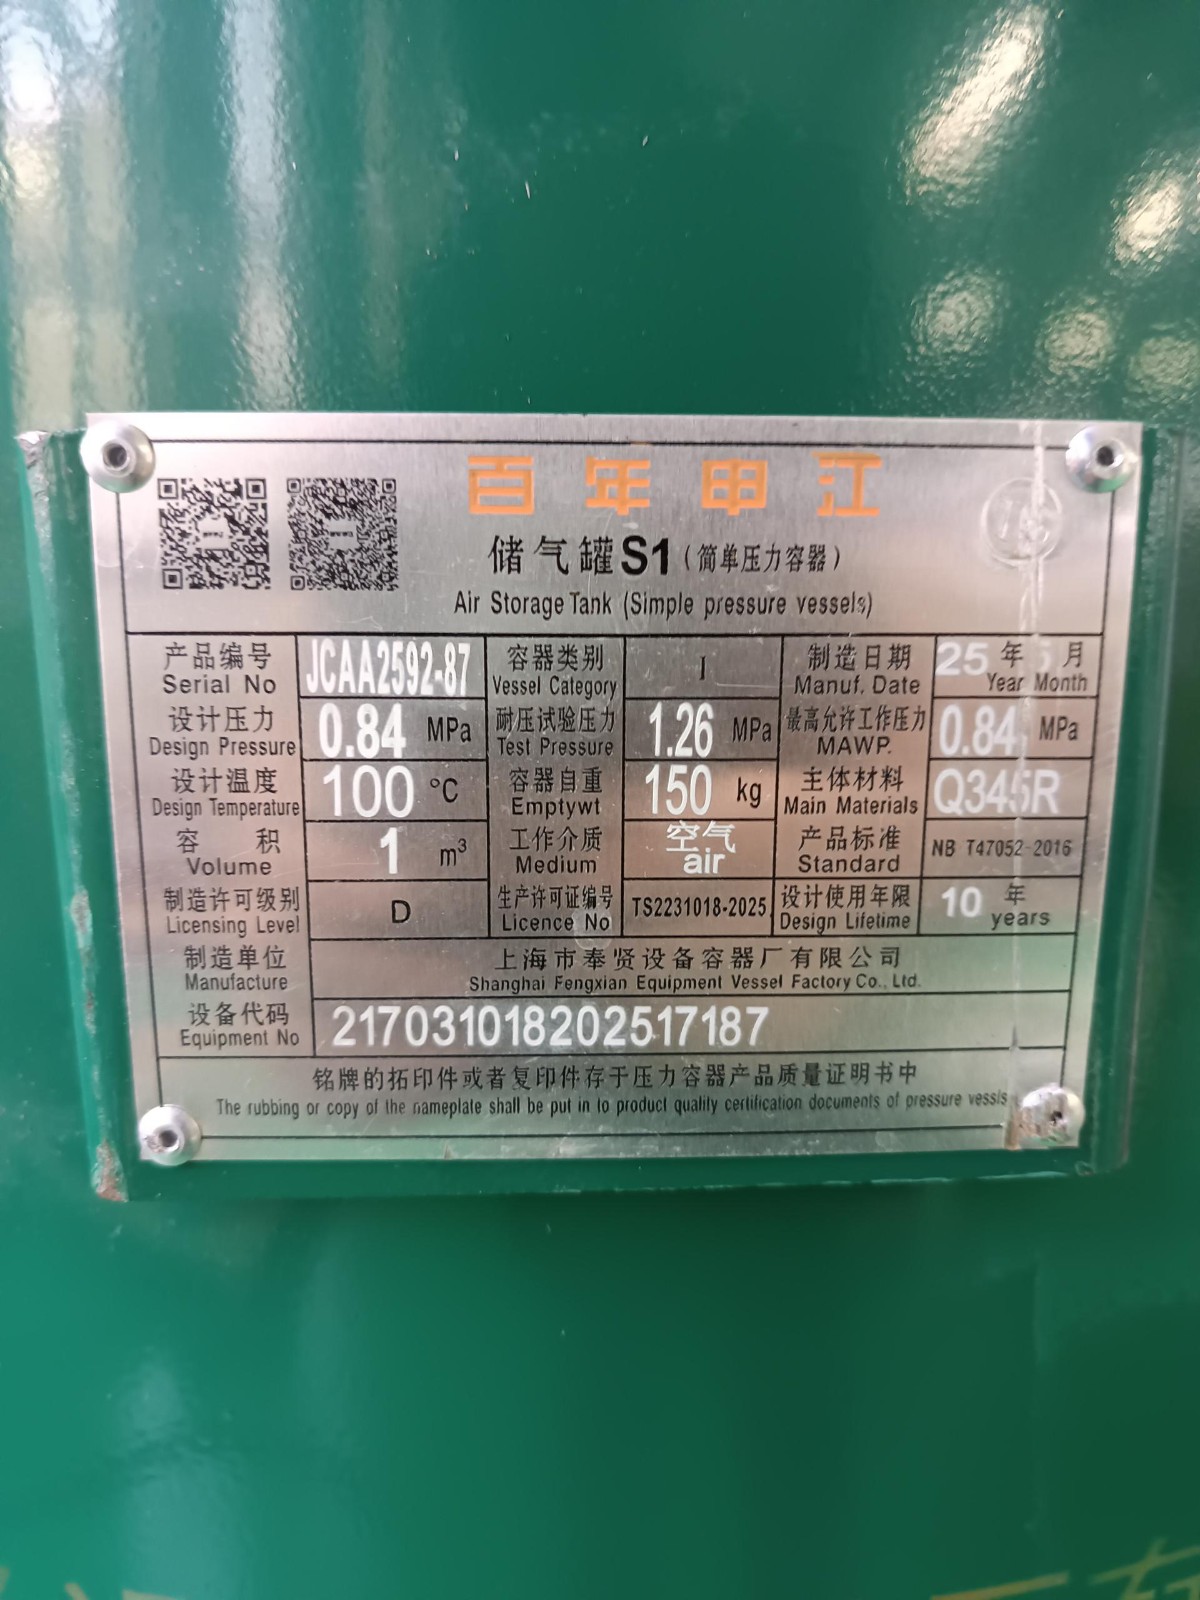 百年申江
储气罐S1（简单压力容器）
Air Storage Tank (Simple pressure vessels)
产品编号 JCAA2592-87 容器类别 I 制造日期 25 年 月
Serial No Vessel Category Manuf. Date Year Month
设计压力 0.84 MPa 耐压试验压力 1.26 MPa 最高允许工作压力 0.84 MPa
Design Pressure Test Pressure MAWP.
设计温度 100 °C 容器自重 150 kg 主体材料 Q345R
Design Temperature Emptywt Main Materials
容积 1 m³ 工作介质 空气 产品标准 NB T47052-2016
Volume Medium air Standard
制造许可级别 D 生产许可证编号 TS2231018-2025 设计使用年限 10 年
Licensing Level Licence No Design Lifetime years
制造单位 上海市奉贤设备容器厂有限公司
Manufacture Shanghai Fengxian Equipment Vessel Factory Co., Ltd.
设备代码 217031018202517187
Equipment No
铭牌的拓印件或者复印件存于压力容器产品质量证明书中
The rubbing or copy of the nameplate shall be put in to product quality certification documents of pressure vessls